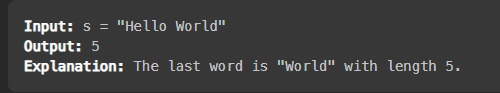 Input: s = "Hello World"
Output: 5
Explanation: The last word is "World" with length 5.